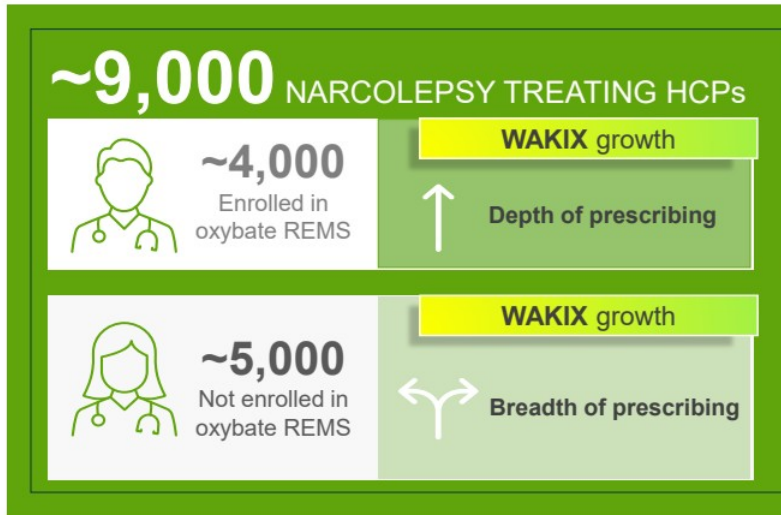 ~9,000 NARCOLEPSY TREATING HCPs
~4,000
Enrolled in
oxybate REMS
WAKIX growth
Depth of prescribing
~5,000
Not enrolled in
oxybate REMS
WAKIX growth
Breadth of prescribing